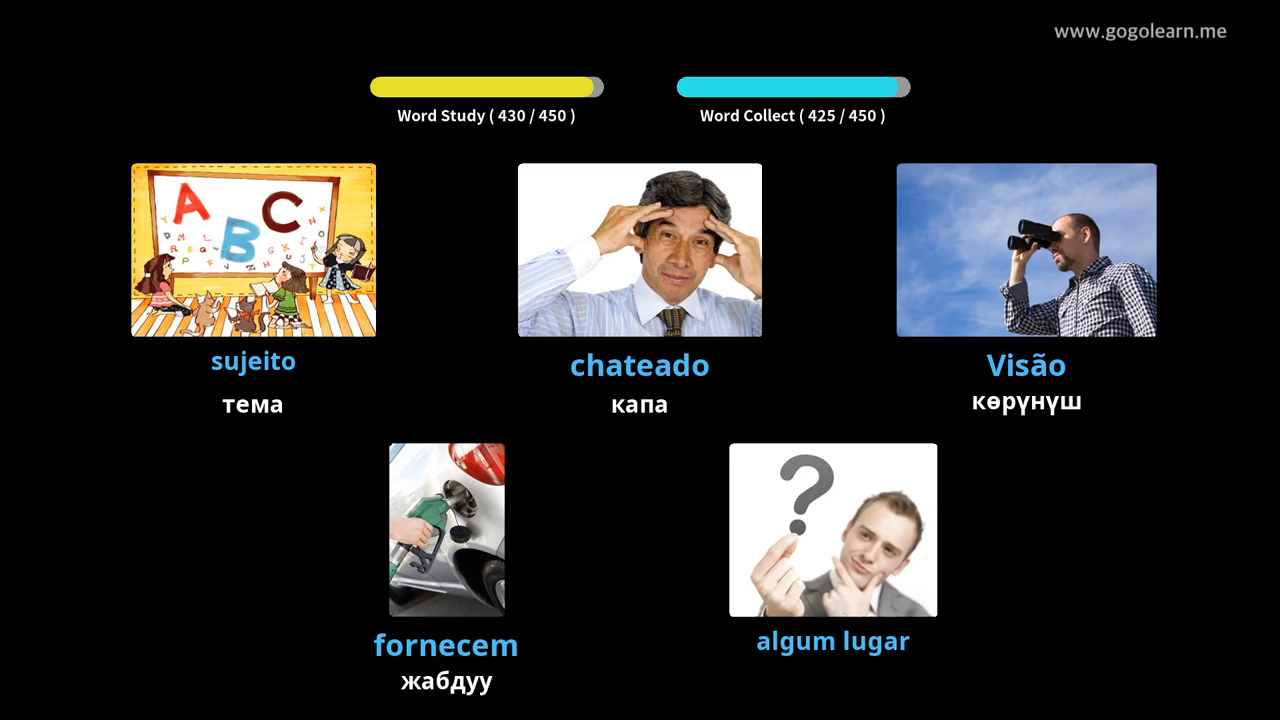 www.gogolearn.me
Word Study ( 430 / 450 )
Word Collect ( 425 / 450 )
A
B
C
sujeito
тема
chateado
капа
Visão
көрүнүш
?
fornecem
жабдуу
algum lugar